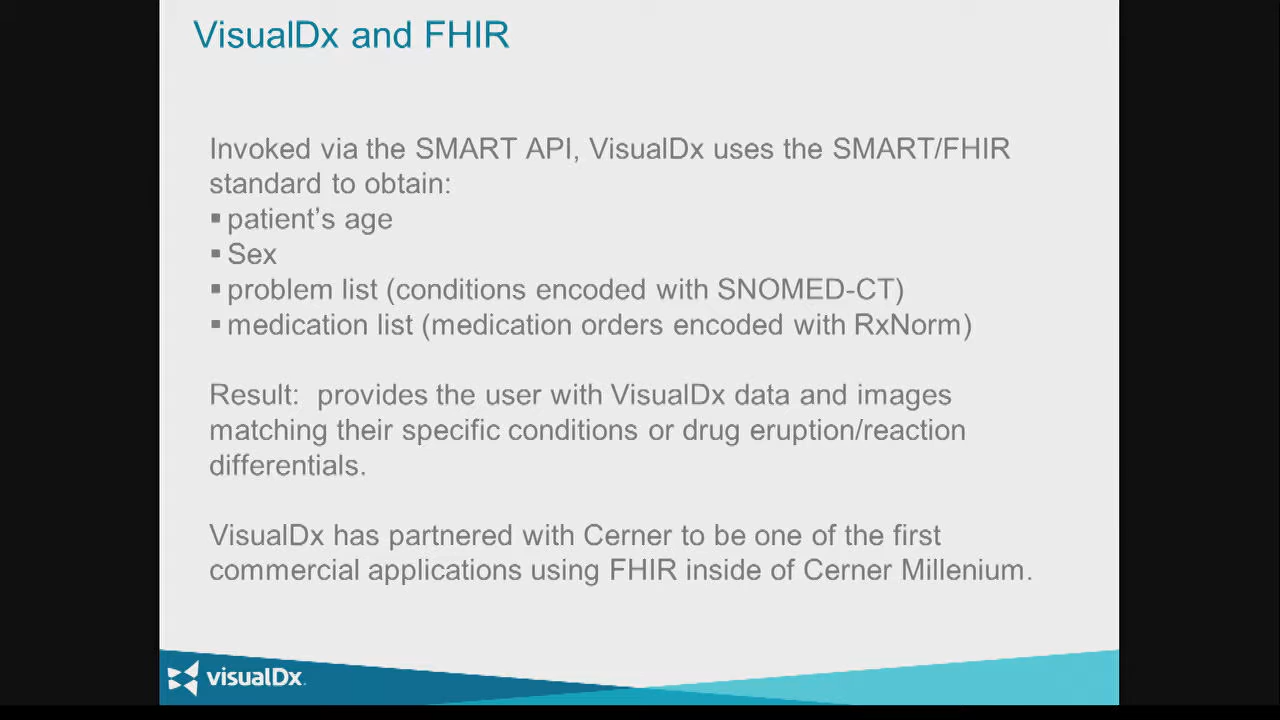 VisualDx and FHIR
Invoked via the SMART API, VisualDx uses the SMART/FHIR
standard to obtain:
▪ patient's age
▪ Sex
▪ problem list (conditions encoded with SNOMED-CT)
▪ medication list (medication orders encoded with RxNorm)
Result:  provides the user with VisualDx data and images
matching their specific conditions or drug eruption/reaction
differentials.
VisualDx has partnered with Cerner to be one of the first
commercial applications using FHIR inside of Cerner Millenium.
visualDx.